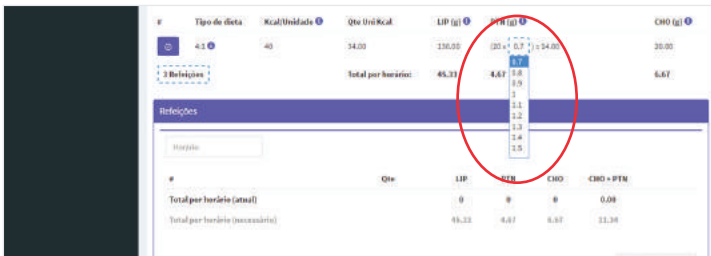 # Tipo de dieta Kcal/Unidade Qte Uni Kcal LIP (g) PTN (g) CHO (g)
4:1 40 34.00 136.00 (20 x 0,7 ) = 14.00 20.00
0.7
3 Refeições Total por horário: 45.33 4.67 6.67
0.8
0.9
1
1.1
1.2
1.3
1.4
1.5
Refeições
Horário
# Qte LIP PTN CHO CHO + PTN
Total por horário (atual) 0 0 0 0.00
Total por horário (necessário) 45.33 4.67 6.67 11.34